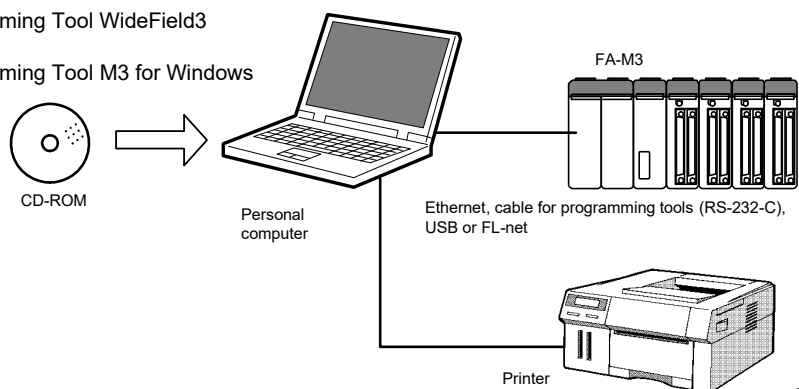 ming Tool WideField3
ming Tool M3 for Windows
FA-M3
CD-ROM
Personal
computer
Ethernet, cable for programming tools (RS-232-C),
USB or FL-net
Printer